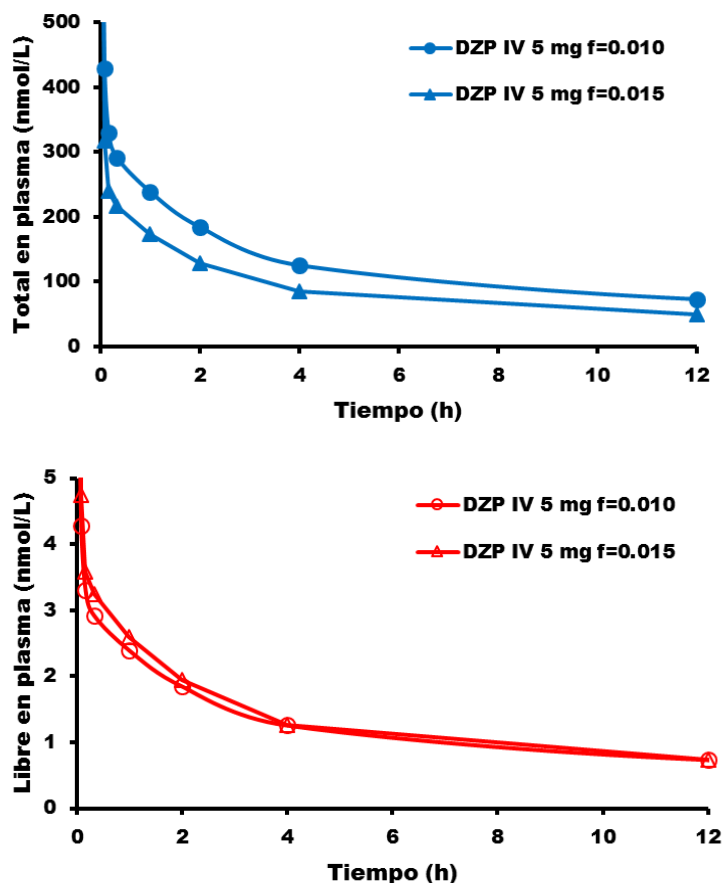 500
400
300
200
100
0
Total en plasma (nmol/L)
DZP IV 5 mg f=0.010
DZP IV 5 mg f=0.015
0 2 4 6 8 10 12
Tiempo (h)
5
4
3
2
1
0
Libre en plasma (nmol/L)
DZP IV 5 mg f=0.010
DZP IV 5 mg f=0.015
0 2 4 6 8 10 12
Tiempo (h)